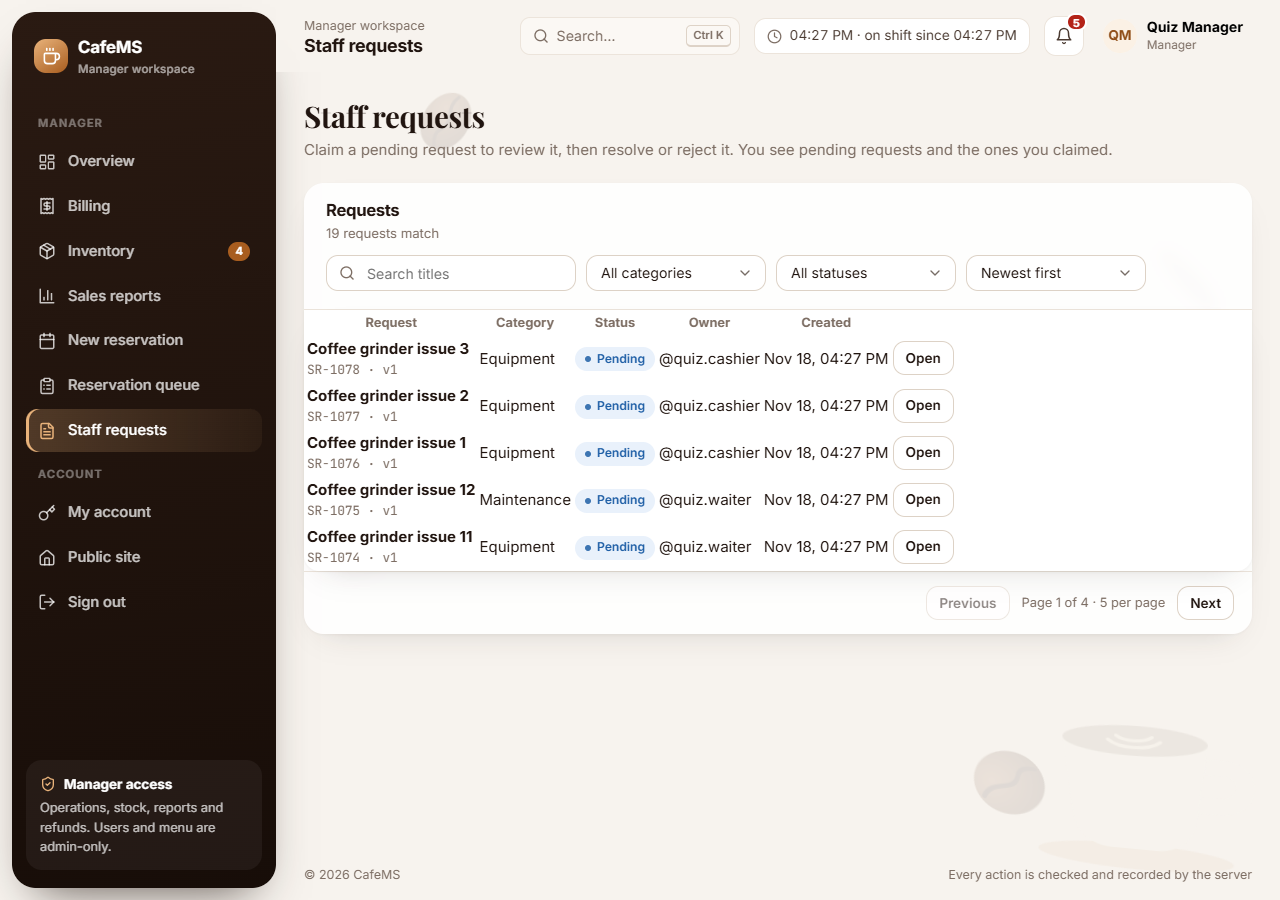 CafeMS
Manager workspace
MANAGER
Overview
Billing
Inventory 4
Sales reports
New reservation
Reservation queue
Staff requests
ACCOUNT
My account
Public site
Sign out
Manager access
Operations, stock, reports and
refunds. Users and menu are
admin-only.
Manager workspace
Staff requests
Search... Ctrl K
04:27 PM · on shift since 04:27 PM
5
QM
Quiz Manager
Manager
Staff requests
Claim a pending request to review it, then resolve or reject it. You see pending requests and the ones you claimed.
Requests
19 requests match
Search titles All categories All statuses Newest first
Request Category Status Owner Created
Coffee grinder issue 3 Equipment Pending @quiz.cashier Nov 18, 04:27 PM Open
SR-1078 · v1
Coffee grinder issue 2 Equipment Pending @quiz.cashier Nov 18, 04:27 PM Open
SR-1077 · v1
Coffee grinder issue 1 Equipment Pending @quiz.cashier Nov 18, 04:27 PM Open
SR-1076 · v1
Coffee grinder issue 12 Maintenance Pending @quiz.waiter Nov 18, 04:27 PM Open
SR-1075 · v1
Coffee grinder issue 11 Equipment Pending @quiz.waiter Nov 18, 04:27 PM Open
SR-1074 · v1
Previous Page 1 of 4 · 5 per page Next
© 2026 CafeMS
Every action is checked and recorded by the server